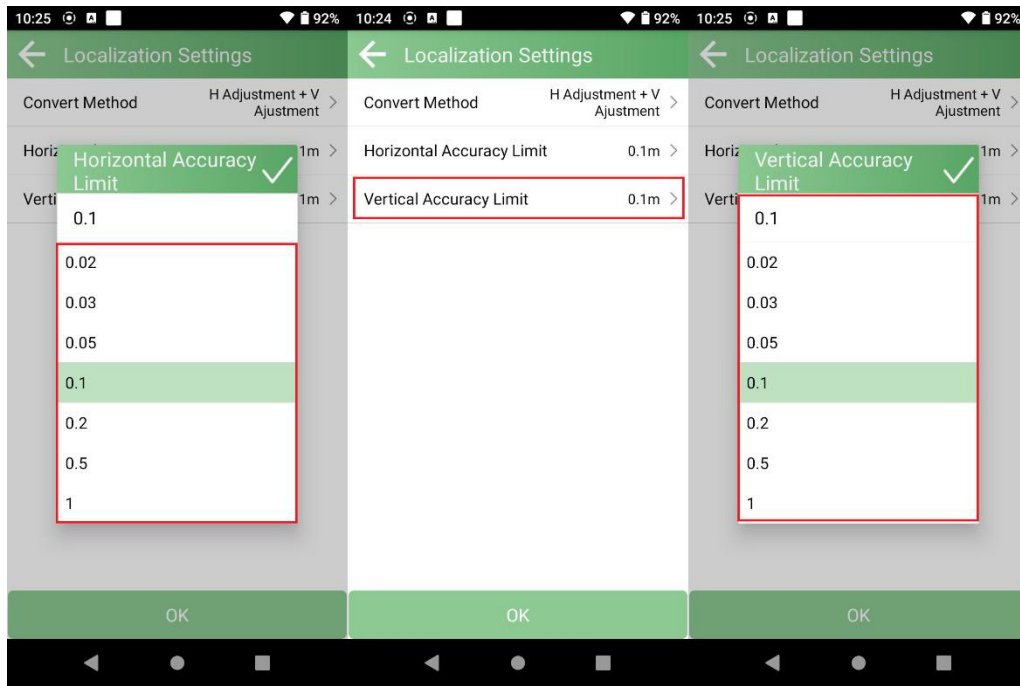 10:25
92%
Localization Settings
Convert Method
H Adjustment + V
Ajustment
Horiz
1m
Verti
1m
Horizontal Accuracy
Limit
0.1
0.02
0.03
0.05
0.1
0.2
0.5
1
OK
10:24
92%
Localization Settings
Convert Method
H Adjustment + V
Ajustment
Horizontal Accuracy Limit
0.1m
Vertical Accuracy Limit
0.1m
OK
10:25
92%
Localization Settings
Convert Method
H Adjustment + V
Ajustment
Horiz
1m
Verti
1m
Vertical Accuracy
Limit
0.1
0.02
0.03
0.05
0.1
0.2
0.5
1
OK